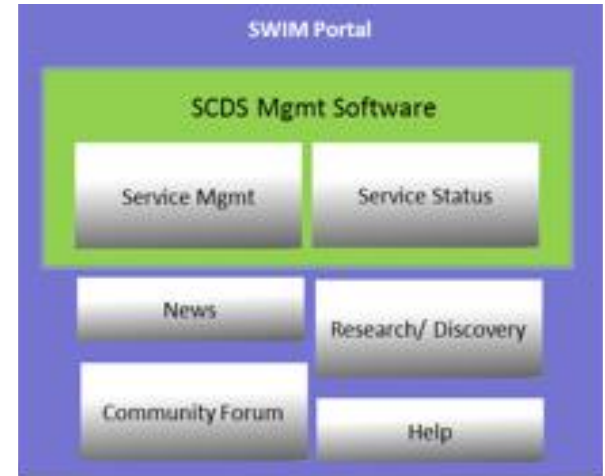 SWIM Portal
SCDS Mgmt Software
Service Mgmt
Service Status
News
Research/ Discovery
Community Forum
Help